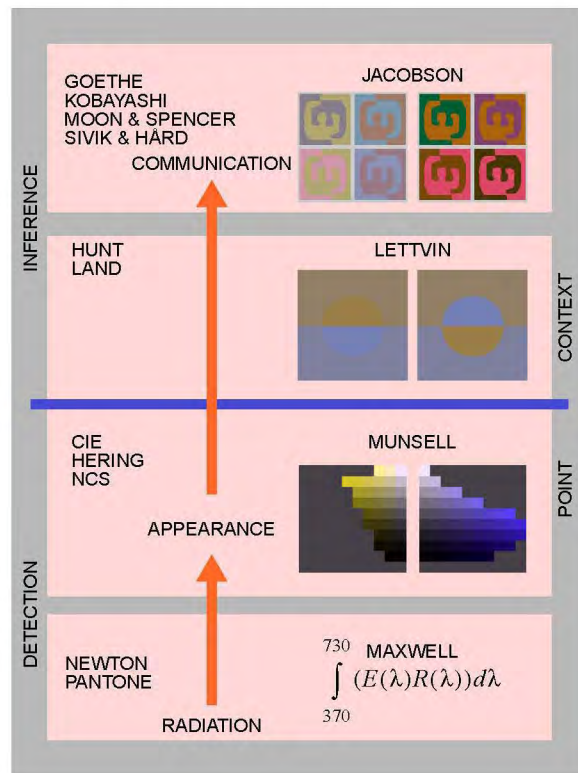 GOETHE
KOBAYASHI
MOON & SPENCER
SIVIK & HÅRD
COMMUNICATION
JACOBSON
INFERENCE
HUNT
LAND
LETTVIN
CONTEXT
CIE
HERING
NCS
APPEARANCE
MUNSELL
POINT
DETECTION
NEWTON
PANTONE
RADIATION
MAXWELL
730
∫ (E(λ)R(λ))dλ
370